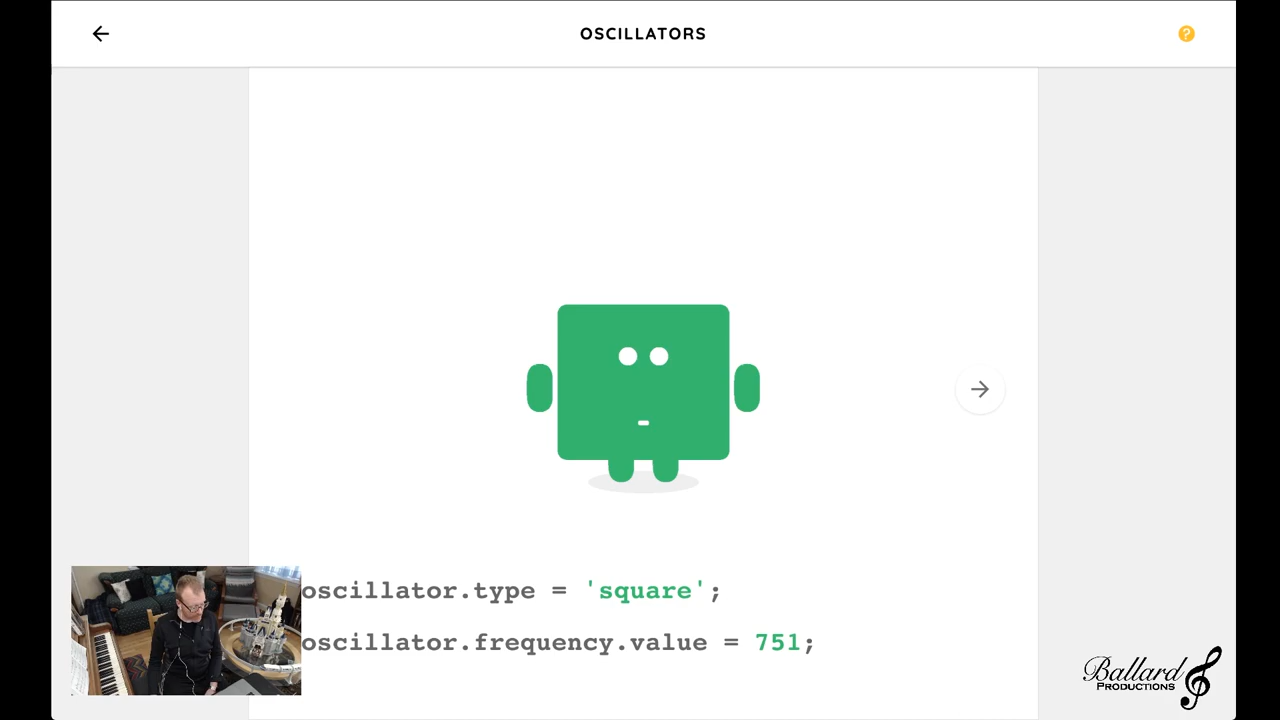 OSCILLATORS
?
oscillator.type = 'square';
oscillator.frequency.value = 751;
Ballard
PRODUCTIONS